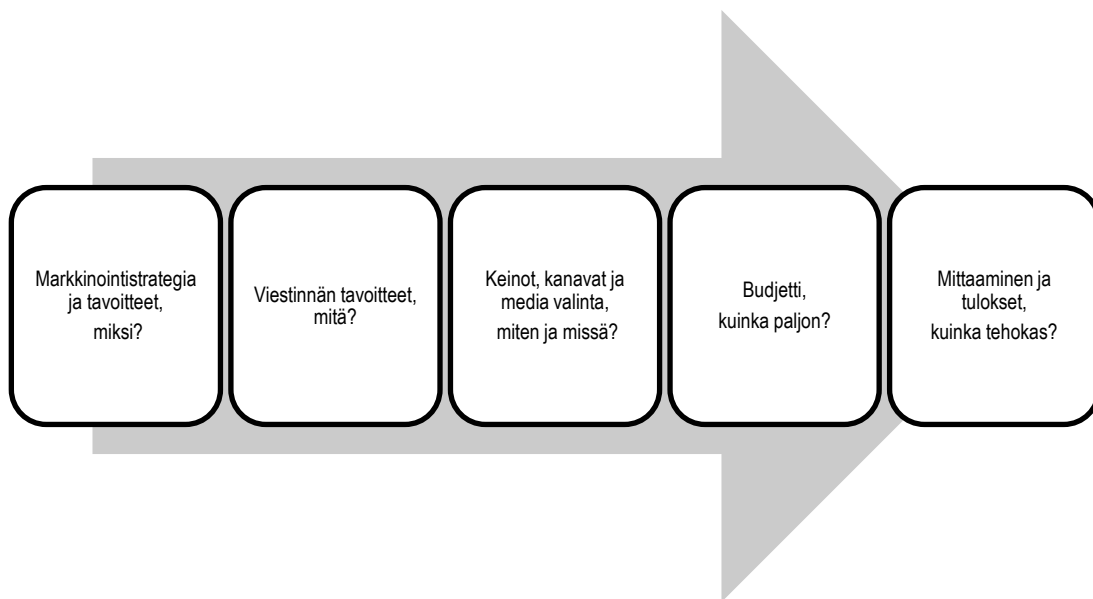 Markkinointistrategia
ja tavoitteet,
miksi?
Viestinnän tavoitteet,
mitä?
Keinot, kanavat ja
media valinta,
miten ja missä?
Budjetti,
kuinka paljon?
Mittaaminen ja
tulokset,
kuinka tehokas?